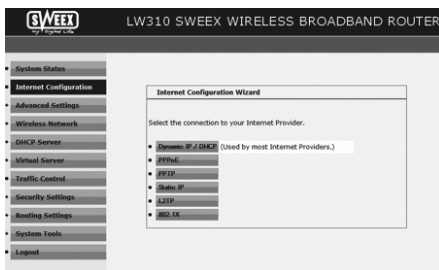 SWEEX
my Digital Life
LW310 SWEEX WIRELESS BROADBAND ROUTER
System Status
Internet Configuration
Advanced Settings
Wireless Network
DHCP Server
Virtual Server
Traffic Control
Security Settings
Routing Settings
System Tools
Logout
Internet Configuration Wizard
Select the connection to your Internet Provider.
Dynamic IP / DHCP (Used by most Internet Providers.)
PPPoE
PPTP
Static IP
L2TP
802.1X